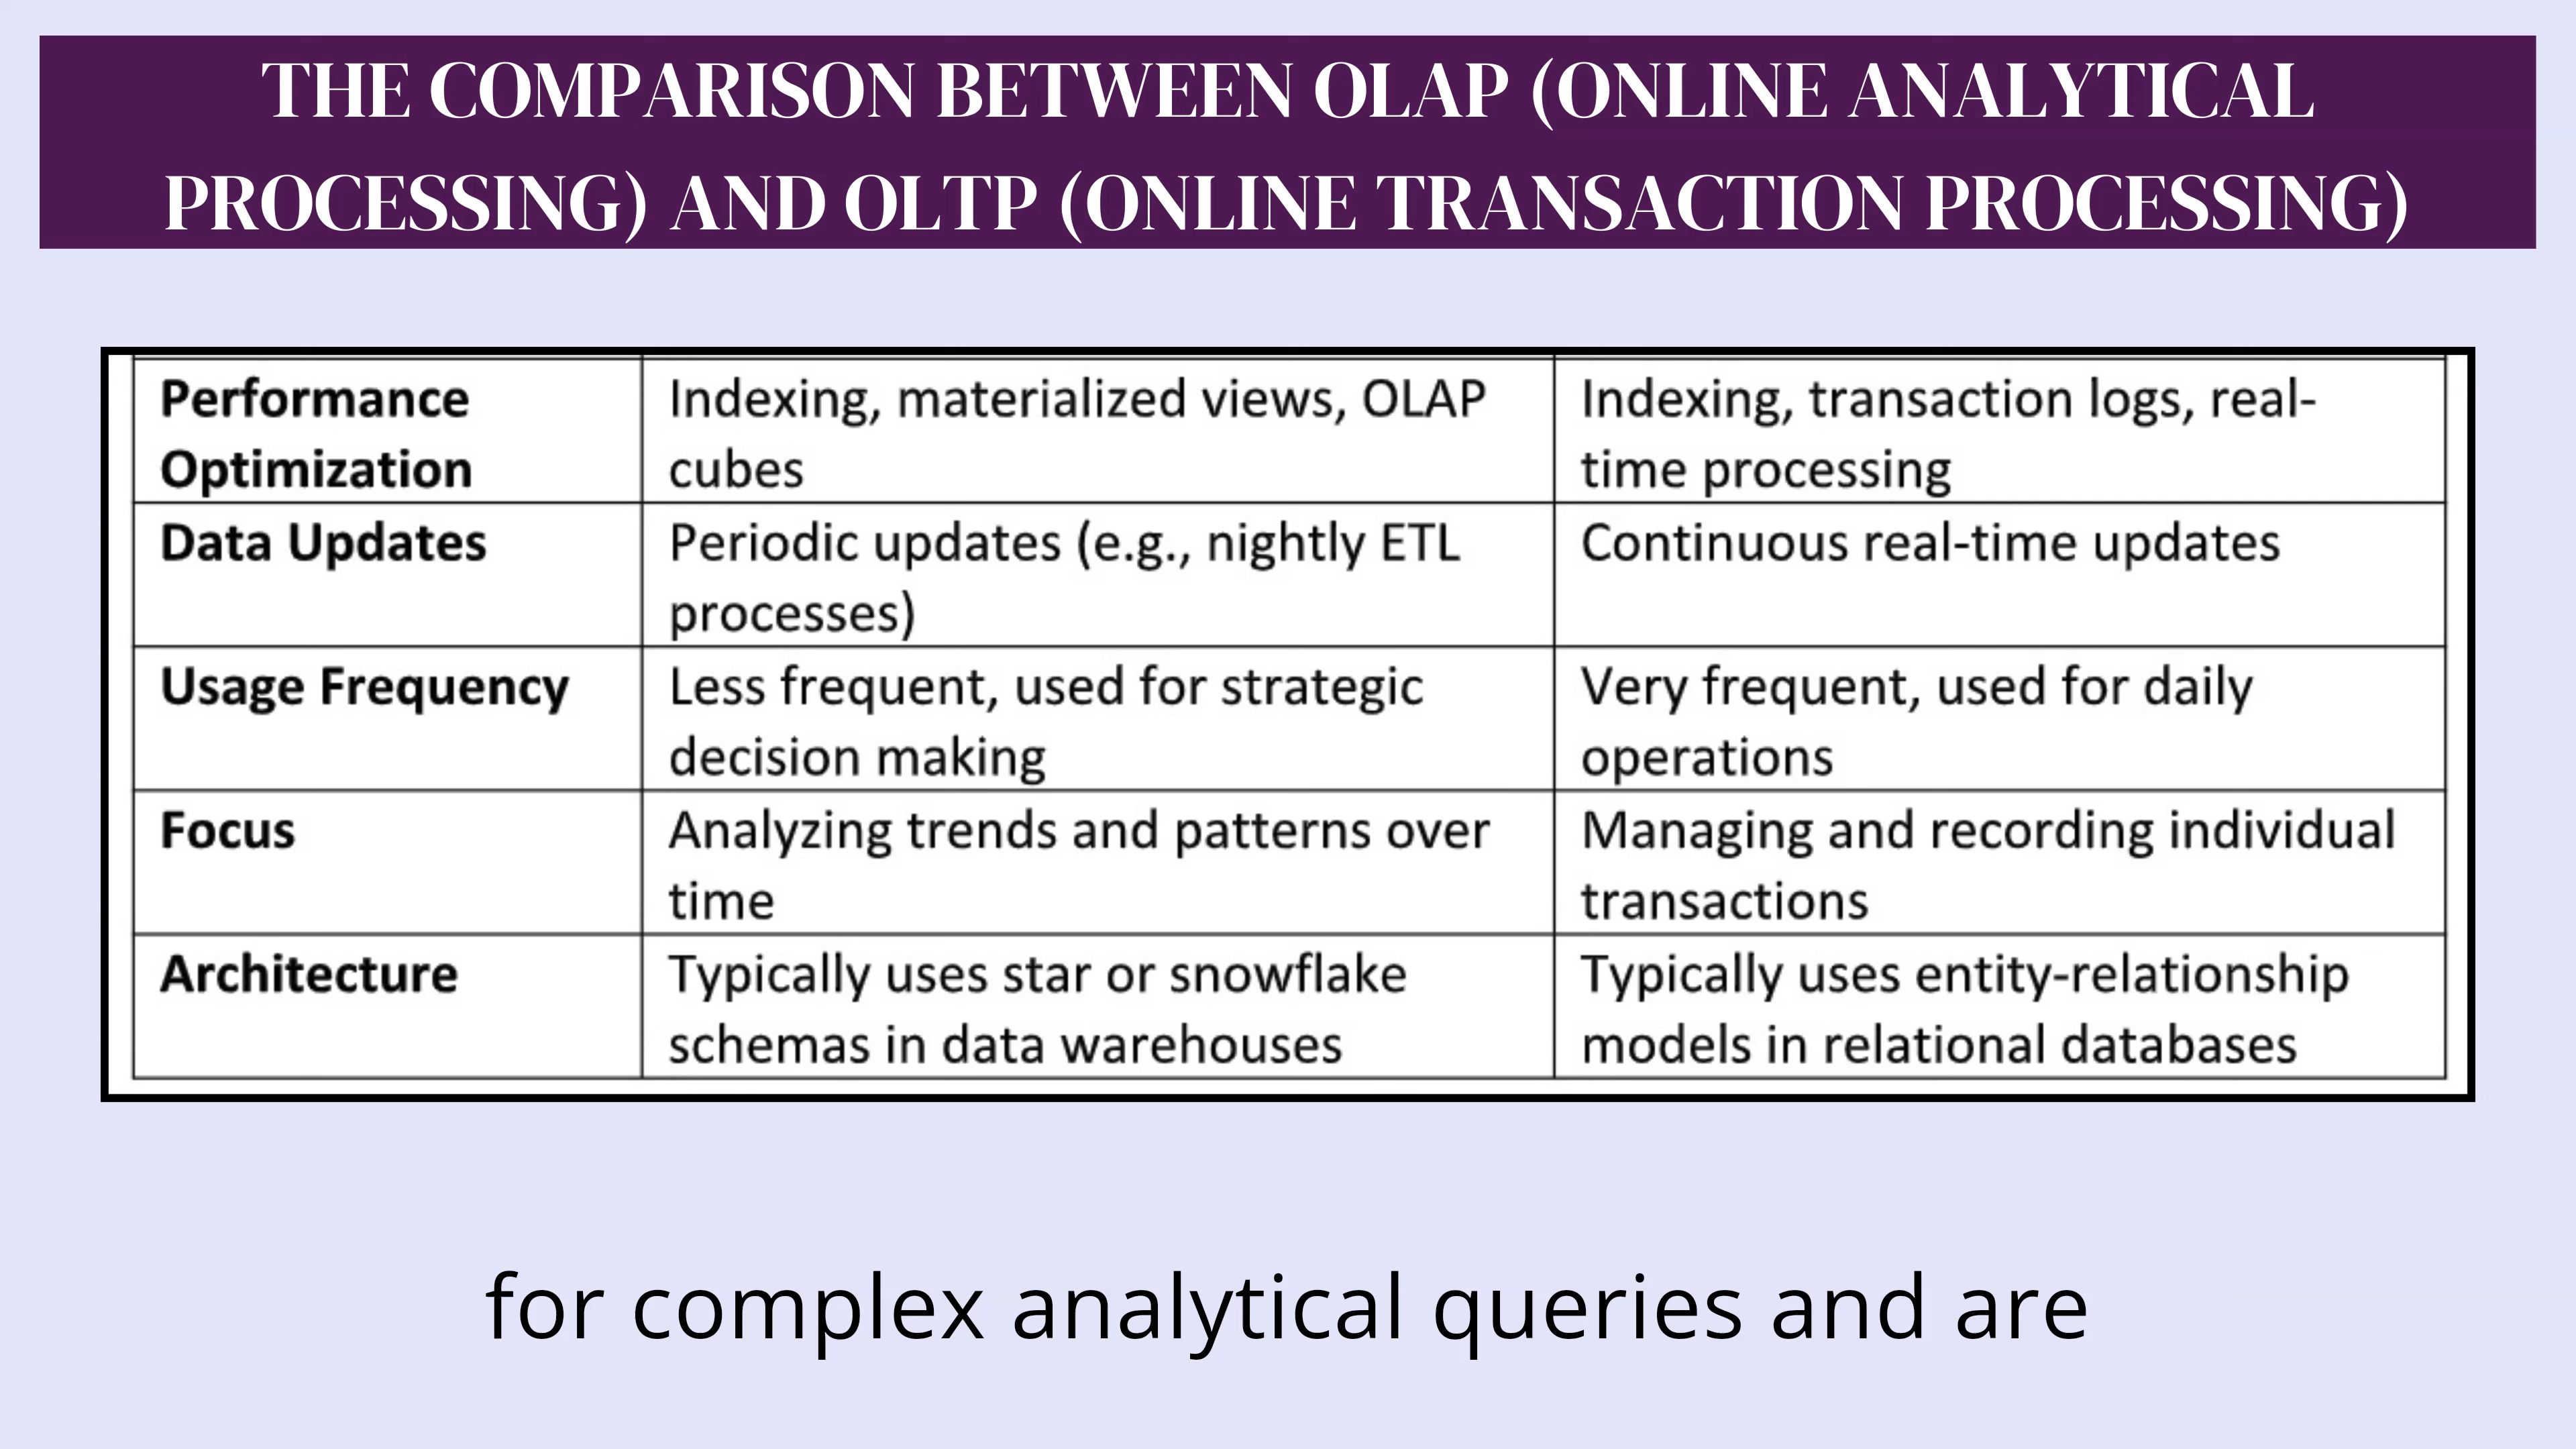 THE COMPARISON BETWEEN OLAP (ONLINE ANALYTICAL
PROCESSING) AND OLTP (ONLINE TRANSACTION PROCESSING)
Performance
Optimization
Indexing, materialized views, OLAP
cubes
Indexing, transaction logs, real-
time processing
Data Updates
Periodic updates (e.g., nightly ETL
processes)
Continuous real-time updates
Usage Frequency
Less frequent, used for strategic
decision making
Very frequent, used for daily
operations
Focus
Analyzing trends and patterns over
time
Managing and recording individual
transactions
Architecture
Typically uses star or snowflake
schemas in data warehouses
Typically uses entity-relationship
models in relational databases
for complex analytical queries and are